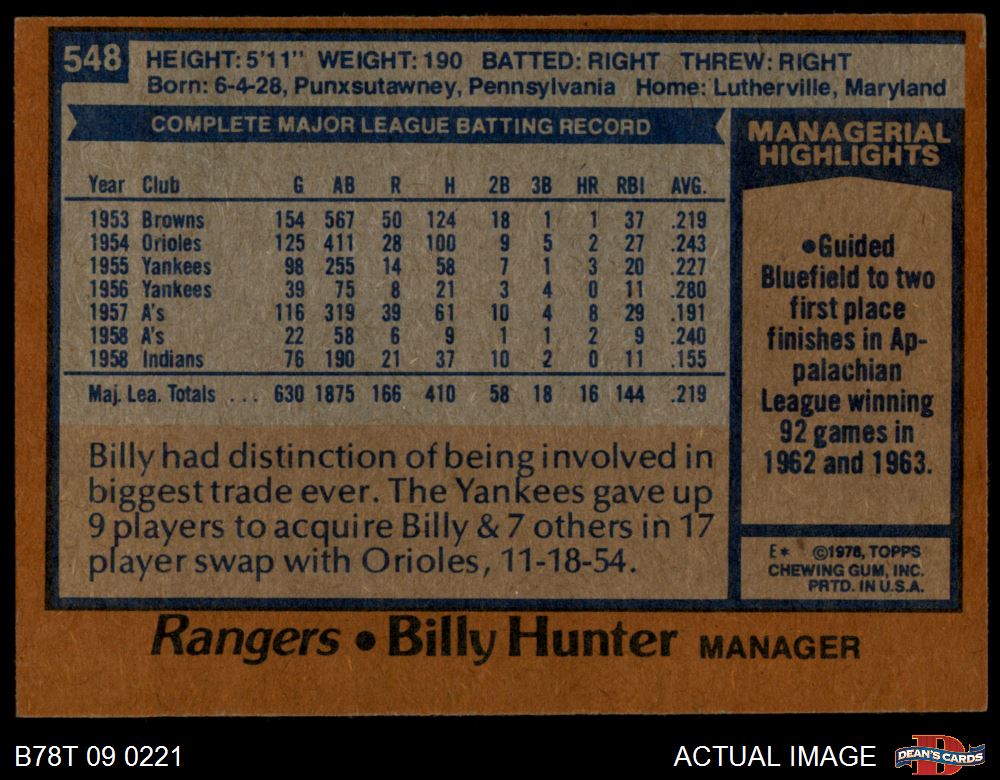 548
HEIGHT: 5'11" WEIGHT: 190 BATTED: RIGHT THREW: RIGHT
Born: 6-4-28, Punxsutawney, Pennsylvania Home: Lutherville, Maryland
COMPLETE MAJOR LEAGUE BATTING RECORD
Year Club G AB R H 2B 3B HR RBI AVG.
1953 Browns 154 567 50 124 18 1 1 37 .219
1954 Orioles 125 411 28 100 9 5 2 27 .243
1955 Yankees 98 255 14 58 7 1 3 20 .227
1956 Yankees 39 75 8 21 3 4 0 11 .280
1957 A's 116 319 39 61 10 4 8 29 .191
1958 A's 22 58 6 9 1 1 2 9 .240
1958 Indians 76 190 21 37 10 2 0 11 .155
Maj. Lea. Totals ... 630 1875 166 410 58 18 16 144 .219
Billy had distinction of being involved in
biggest trade ever. The Yankees gave up
9 players to acquire Billy & 7 others in 17
player swap with Orioles, 11-18-54.
MANAGERIAL
HIGHLIGHTS
•Guided
Bluefield to two
first place
finishes in Ap-
palachian
League winning
92 games in
1962 and 1963.
E* ©1978, TOPPS
CHEWING GUM, INC.
PRTD. IN U.S.A.
Rangers • Billy Hunter MANAGER
B78T 09 0221
ACTUAL IMAGE
D
DEAN'S CARDS